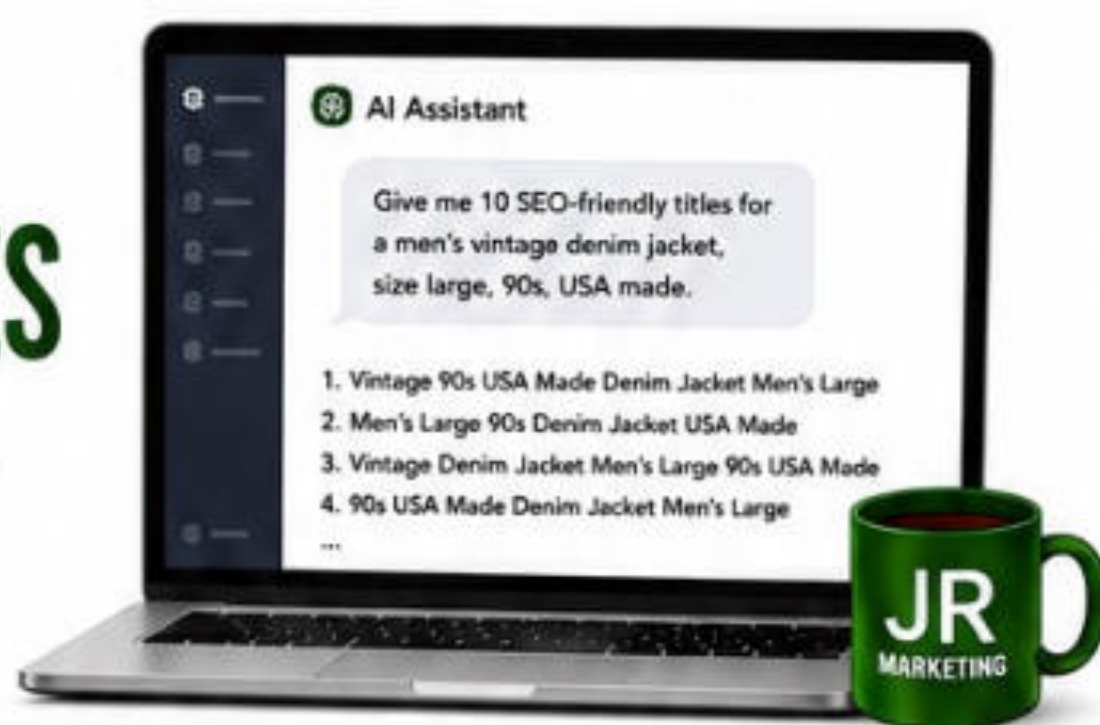 AI Assistant
Give me 10 SEO-friendly titles for
a men's vintage denim jacket,
size large, 90s, USA made.
1. Vintage 90s USA Made Denim Jacket Men's Large
2. Men's Large 90s Denim Jacket USA Made
3. Vintage Denim Jacket Men's Large 90s USA Made
4. 90s USA Made Denim Jacket Men's Large
...
JR
MARKETING